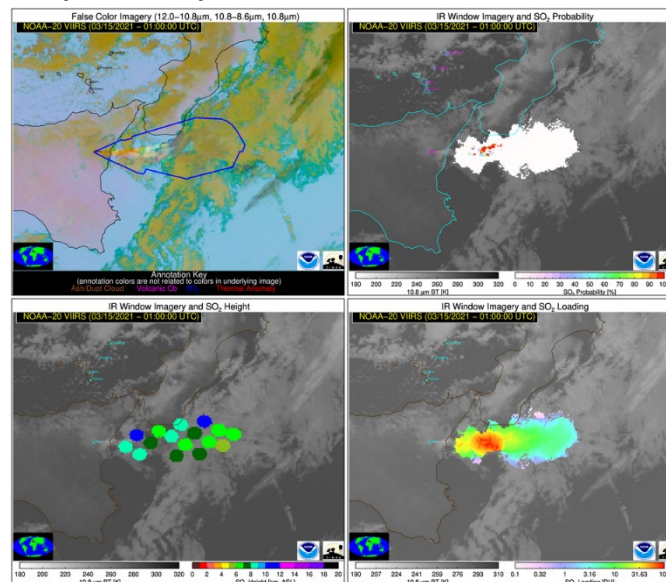 False Color Imagery (12.0−10.8μm, 10.8−8.6μm, 10.8μm)
NOAA−20 VIIRS (03/15/2021 − 01:00:00 UTC)
Annotation Key
(annotation colors are not related to colors in underlying image)
Ash/Dust Cloud Volcanic Cb SO₂ Thermal Anomaly
IR Window Imagery and SO₂ Probability
NOAA−20 VIIRS (03/15/2021 − 01:00:00 UTC)
180 200 220 240 260 280 300 320
0 10 20 30 40 50 60 70 80 90 100
10.8 μm BT [K]
SO₂ Probability [%]
IR Window Imagery and SO₂ Height
NOAA−20 VIIRS (03/15/2021 − 01:00:00 UTC)
180 200 220 240 260 280 300 320
0 2 4 6 8 10 12 14 16 18 20
10.8 μm BT [K]
SO₂ Height [km, ASL]
IR Window Imagery and SO₂ Loading
NOAA−20 VIIRS (03/15/2021 − 01:00:00 UTC)
190 207 224 241 258 276 293 310
0.1 0.32 1 3.16
10.8 μm BT [K]
SO₂ Loading [DU]